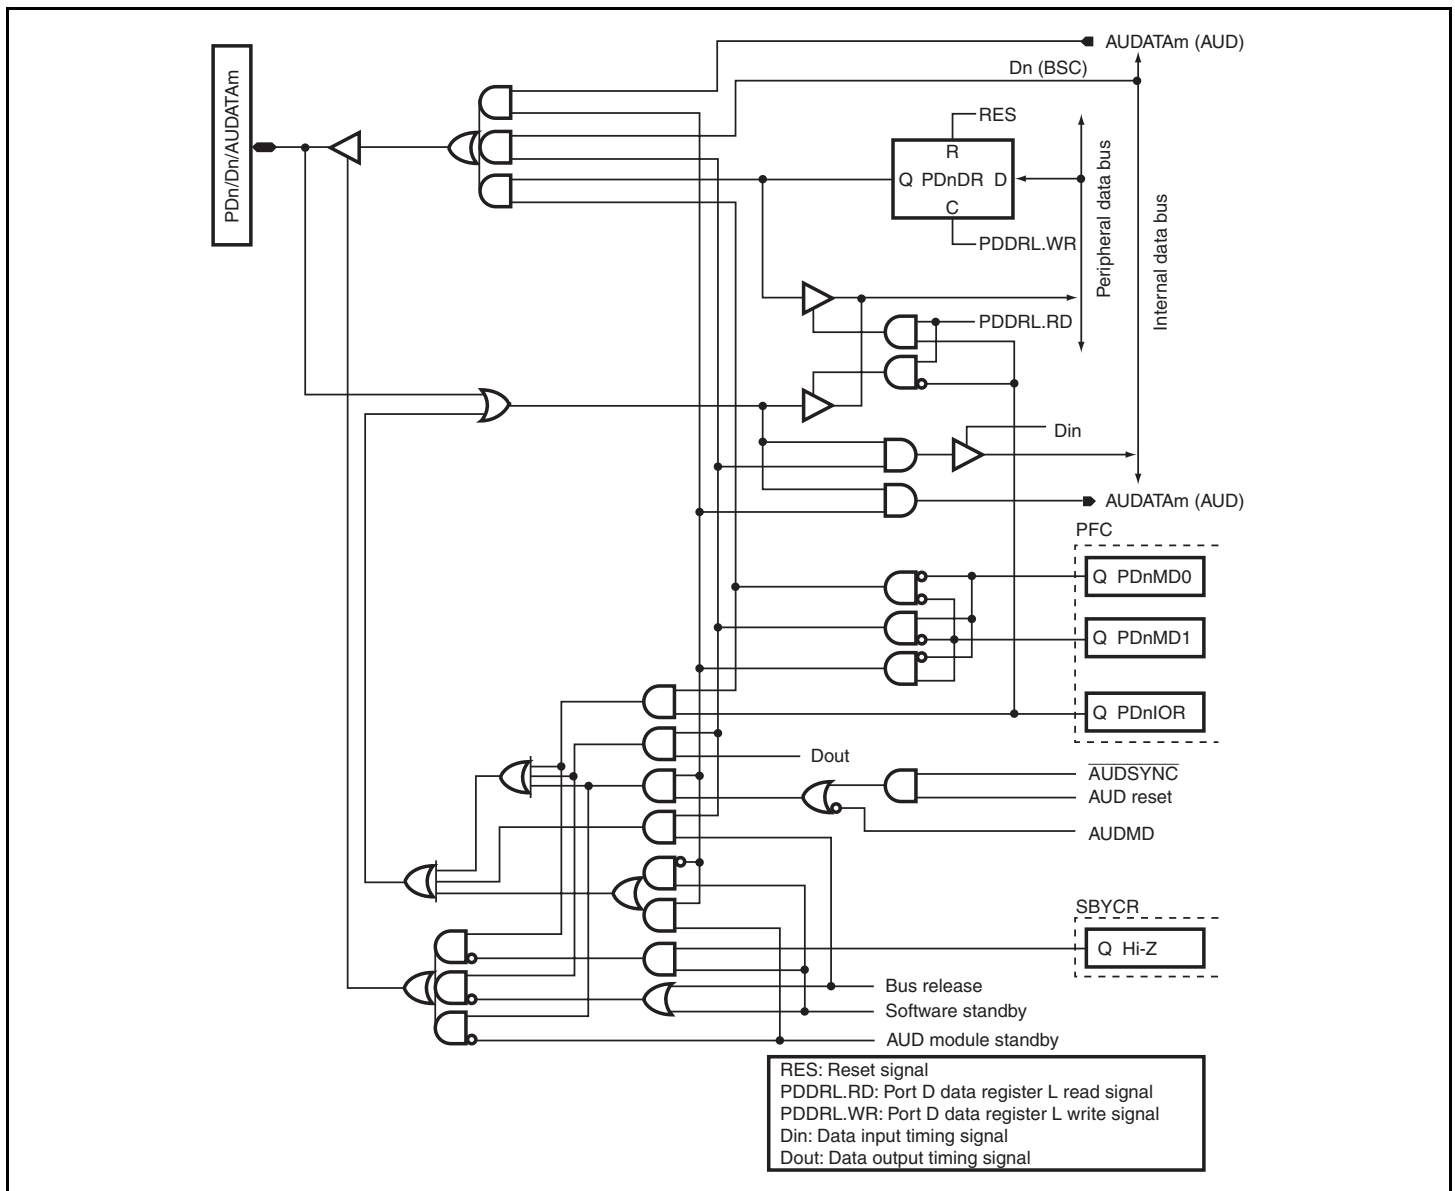 PDn/Dn/AUDATAm
AUDATAm (AUD)
Dn (BSC)
RES
R
Q PDnDR D
C
PDDRL.WR
Peripheral data bus
Internal data bus
PDDRL.RD
Din
AUDATAm (AUD)
PFC
Q PDnMD0
Q PDnMD1
Q PDnIOR
Dout
AUDSYNC
AUD reset
AUDMD
SBYCR
Q Hi-Z
Bus release
Software standby
AUD module standby
RES: Reset signal
PDDRL.RD: Port D data register L read signal
PDDRL.WR: Port D data register L write signal
Din: Data input timing signal
Dout: Data output timing signal